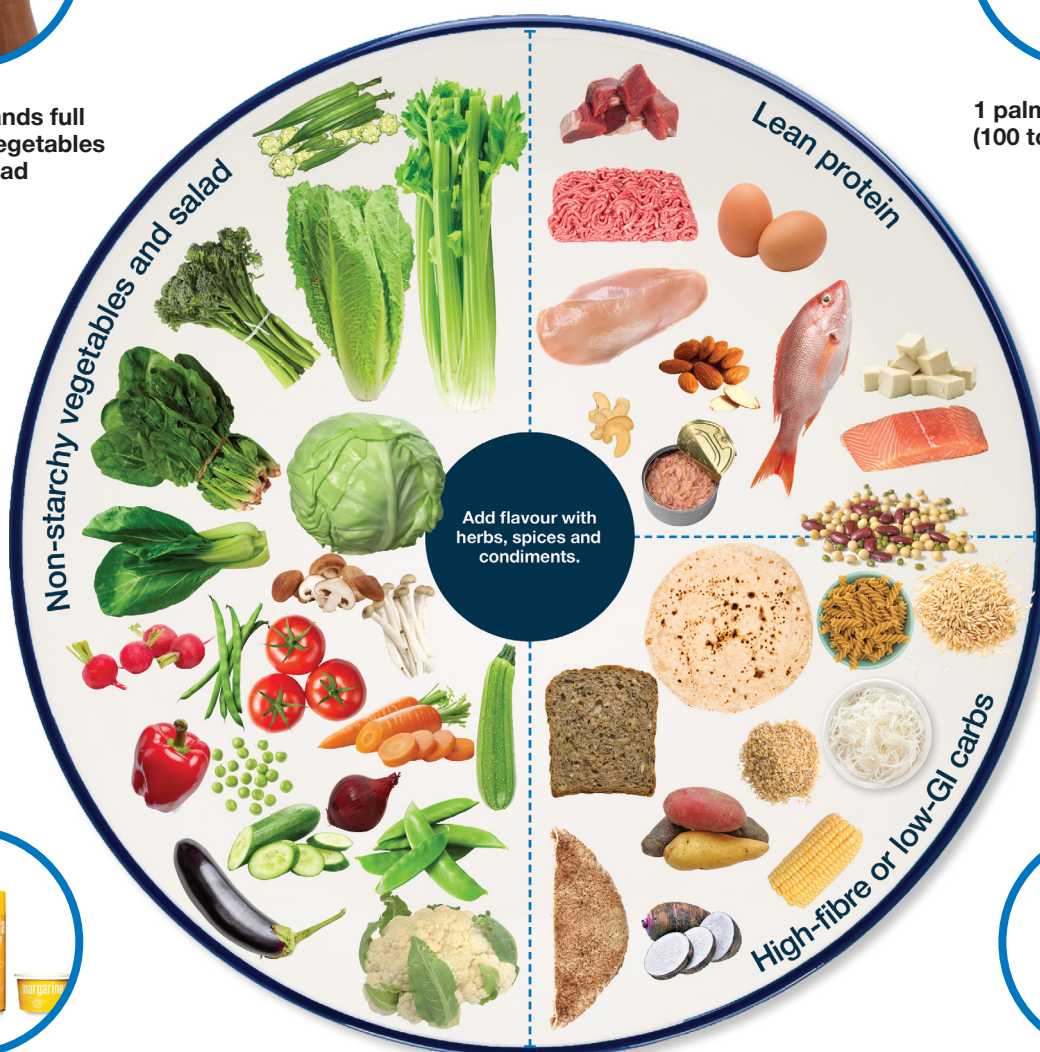 ands full
egetables
ad
1 palm
(100 to
Non-starchy vegetables and salad
Lean protein
Add flavour with
herbs, spices and
condiments.
High-fibre or low-GI carbs
margarin